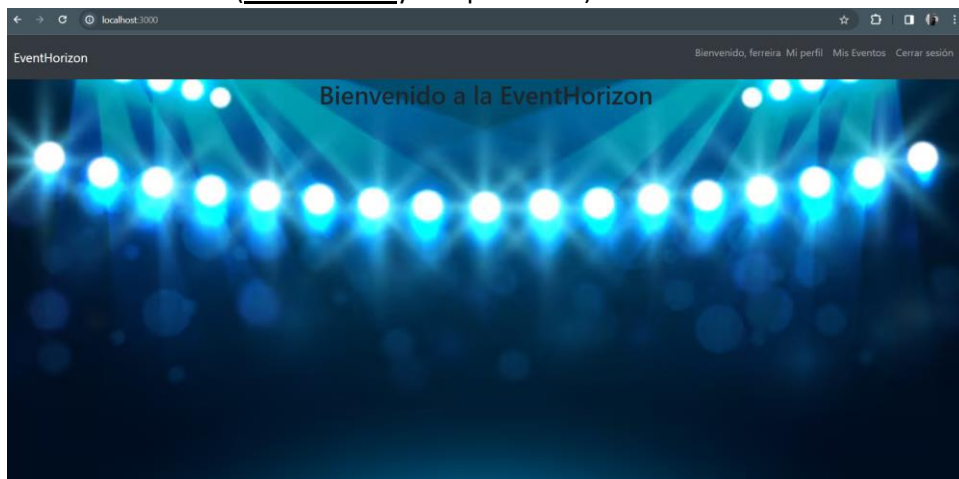 localhost:3000
EventHorizon
Bienvenido, ferreira Mi perfil Mis Eventos Cerrar sesión
Bienvenido a la EventHorizon